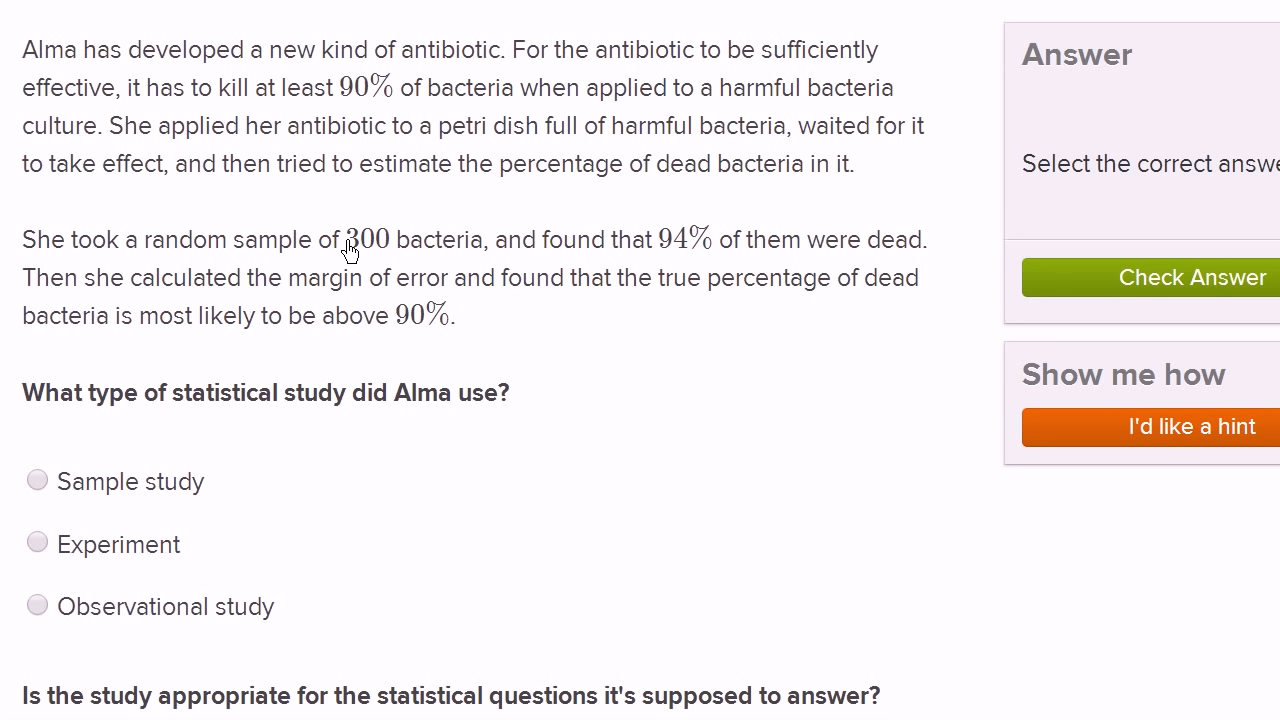 Alma has developed a new kind of antibiotic. For the antibiotic to be sufficiently
effective, it has to kill at least 90% of bacteria when applied to a harmful bacteria
culture. She applied her antibiotic to a petri dish full of harmful bacteria, waited for it
to take effect, and then tried to estimate the percentage of dead bacteria in it.
She took a random sample of 300 bacteria, and found that 94% of them were dead.
Then she calculated the margin of error and found that the true percentage of dead
bacteria is most likely to be above 90%.
What type of statistical study did Alma use?
Sample study
Experiment
Observational study
Is the study appropriate for the statistical questions it's supposed to answer?
Answer
Select the correct answe
Check Answer
Show me how
I'd like a hint